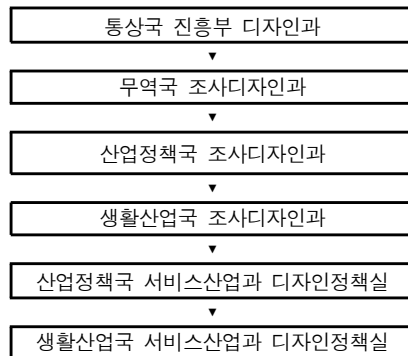 통상국 진흥부 디자인과
▼
무역국 조사디자인과
▼
산업정책국 조사디자인과
▼
생활산업국 조사디자인과
▼
산업정책국 서비스산업과 디자인정책실
▼
생활산업국 서비스산업과 디자인정책실